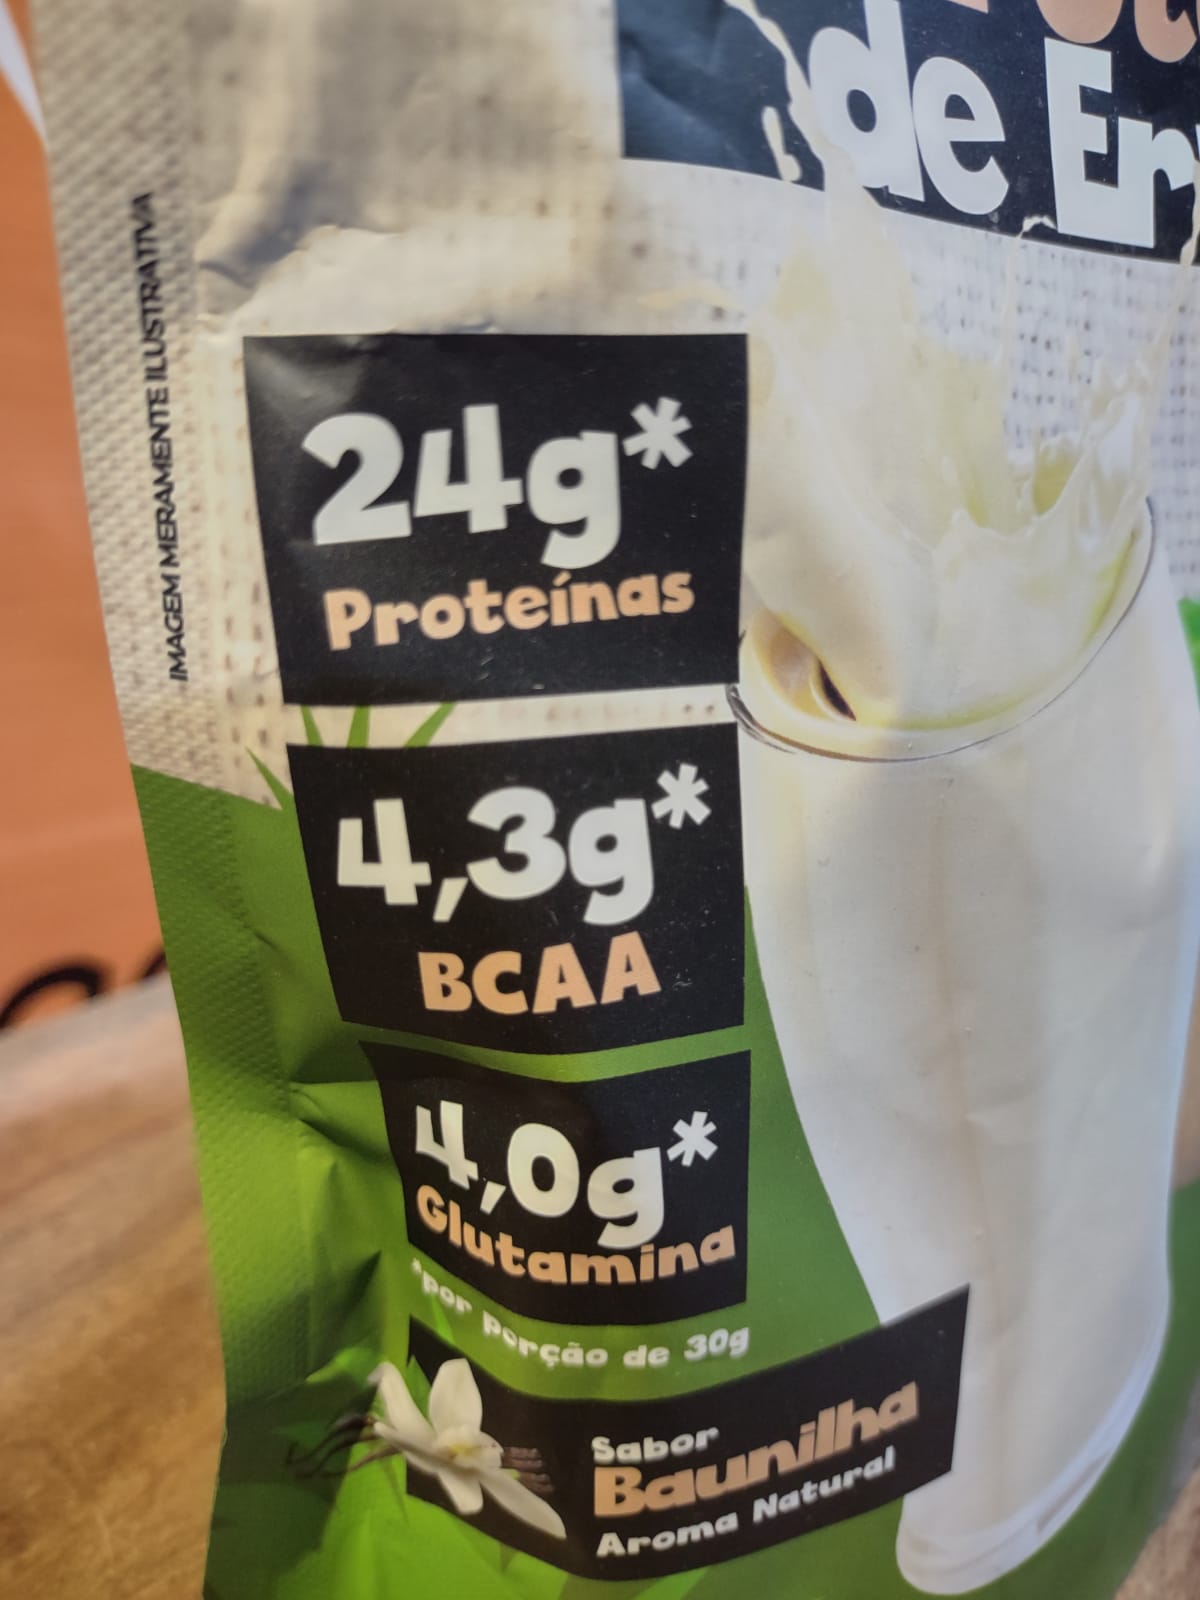 de
IMAGEM MERAMENTE ILUSTRATIVA
24g*
Proteínas
4,3g*
BCAA
4,0g*
Glutamina
*por porção de 30g
Sabor
Baunilha
Aroma Natural